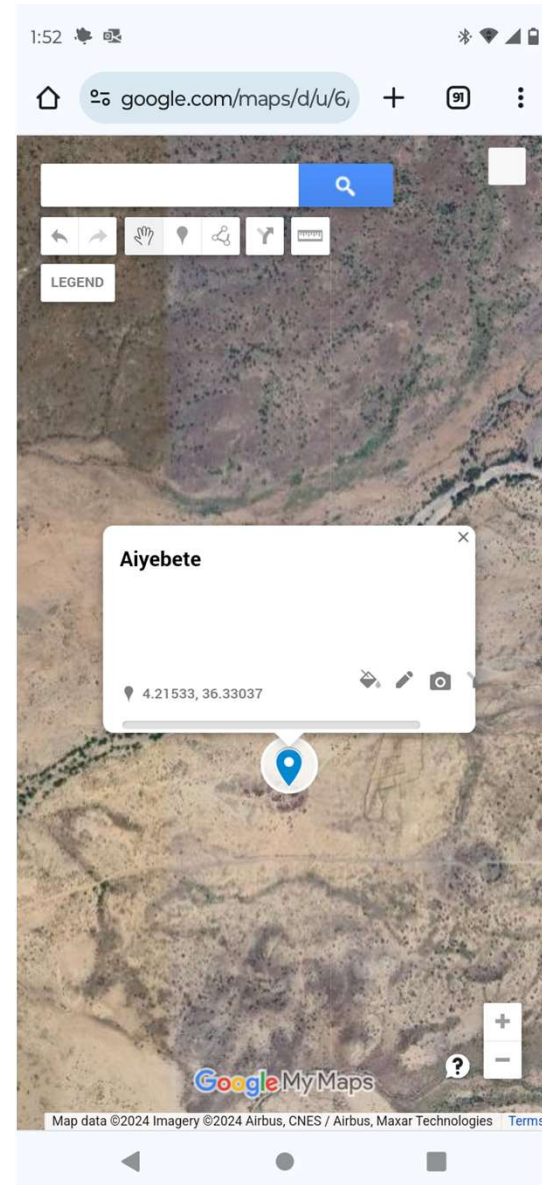 1:52
google.com/maps/d/u/6/
91
LEGEND
Aiyebete
4.21533, 36.33037
Google My Maps
Map data ©2024 Imagery ©2024 Airbus, CNES / Airbus, Maxar Technologies Terms